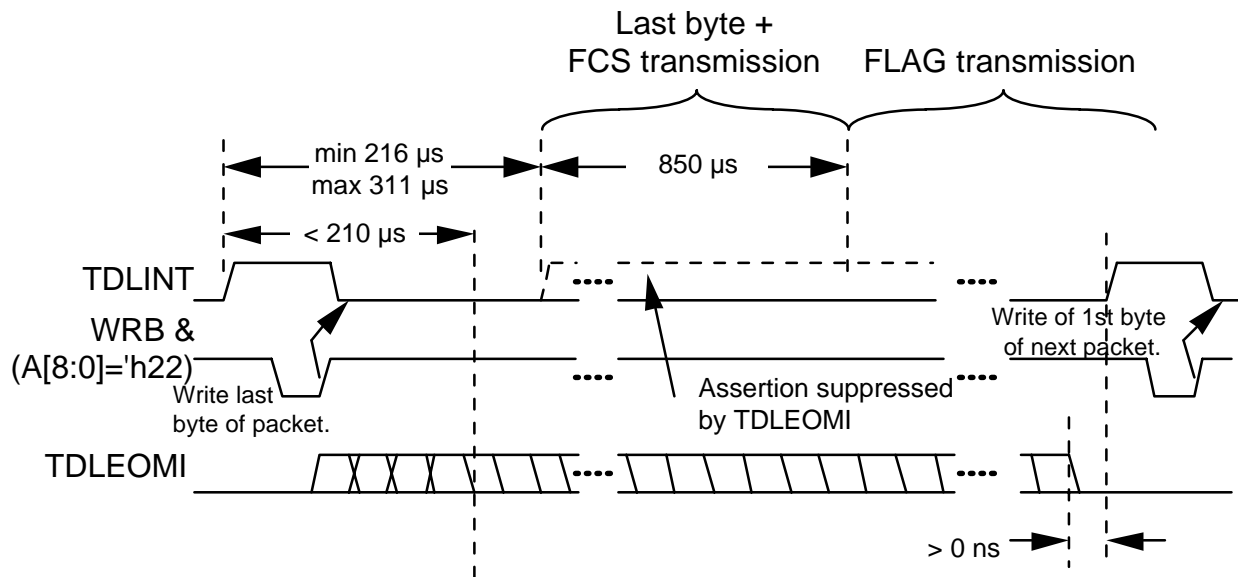 Last byte +
FCS transmission
FLAG transmission
min 216 µs
max 311 µs
850 µs
< 210 µs
TDLINT
WRB &
(A[8:0]='h22)
Write last
byte of packet.
Assertion suppressed
by TDLEOMI
Write of 1st byte
of next packet.
TDLEOMI
> 0 ns